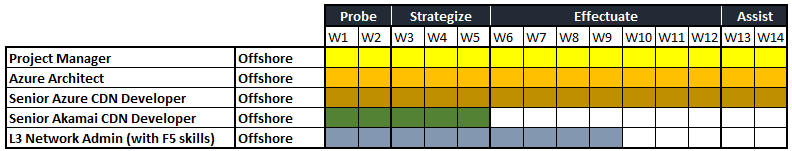 Probe Strategize Effectuate Assist
W1 W2 W3 W4 W5 W6 W7 W8 W9 W10 W11 W12 W13 W14
Project Manager Offshore
Azure Architect Offshore
Senior Azure CDN Developer Offshore
Senior Akamai CDN Developer Offshore
L3 Network Admin (with F5 skills) Offshore